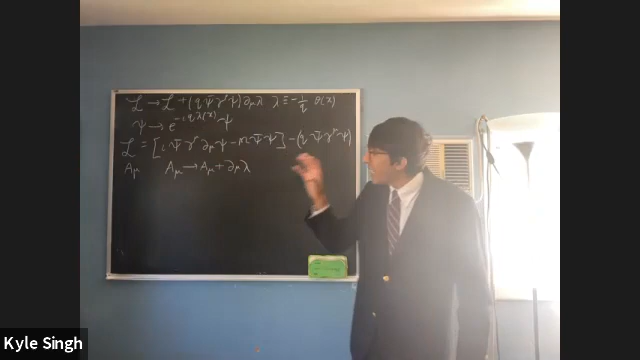 ℒ → ℒ + (q ψ̄ γ^μ ψ) ∂_μ λ   λ ≡ -1/q θ(x)
ψ → e^{-iqλ(x)} ψ
ℒ = [i ψ̄ γ^μ ∂_μ ψ - m ψ̄ ψ] - (q ψ̄ γ^μ ψ)
A_μ   A_μ → A_μ + ∂_μ λ
Kyle Singh